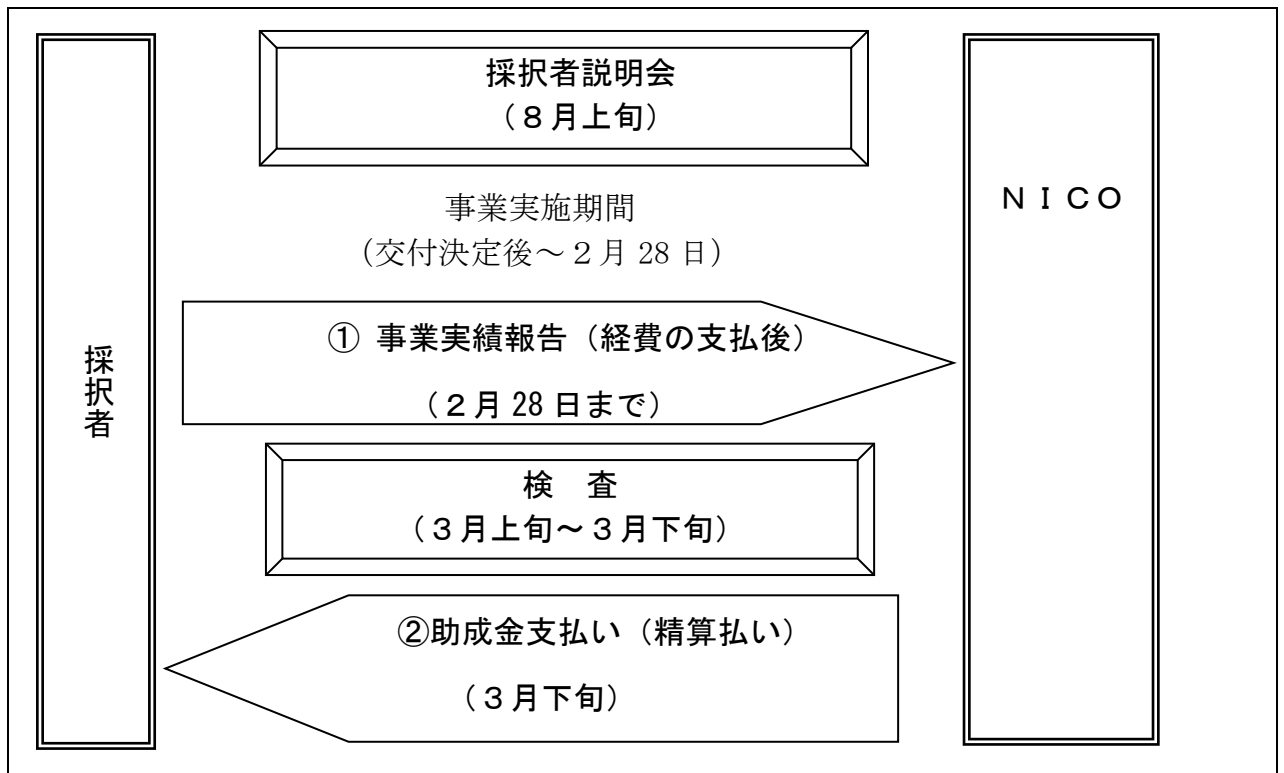 採択者説明会
（８月上旬）
ＮＩＣＯ
事業実施期間
（交付決定後～２月 28 日）
① 事業実績報告（経費の支払後）
（２月 28 日まで）
採択者
検　査
（３月上旬～３月下旬）
②助成金支払い（精算払い）
（３月下旬）